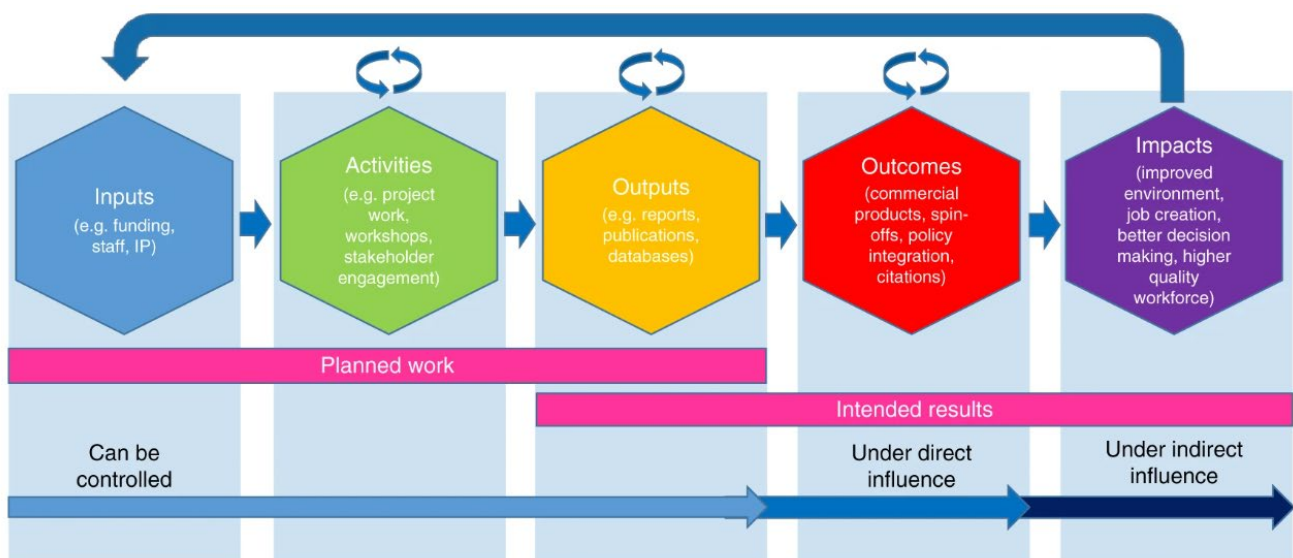 Inputs
(e.g. funding,
staff, IP)
Activities
(e.g. project
work,
workshops,
stakeholder
engagement)
Outputs
(e.g. reports,
publications,
databases)
Outcomes
(commercial
products, spin-
offs, policy
integration,
citations)
Impacts
(improved
environment,
job creation,
better decision
making, higher
quality
workforce)
Planned work
Intended results
Can be
controlled
Under direct
influence
Under indirect
influence